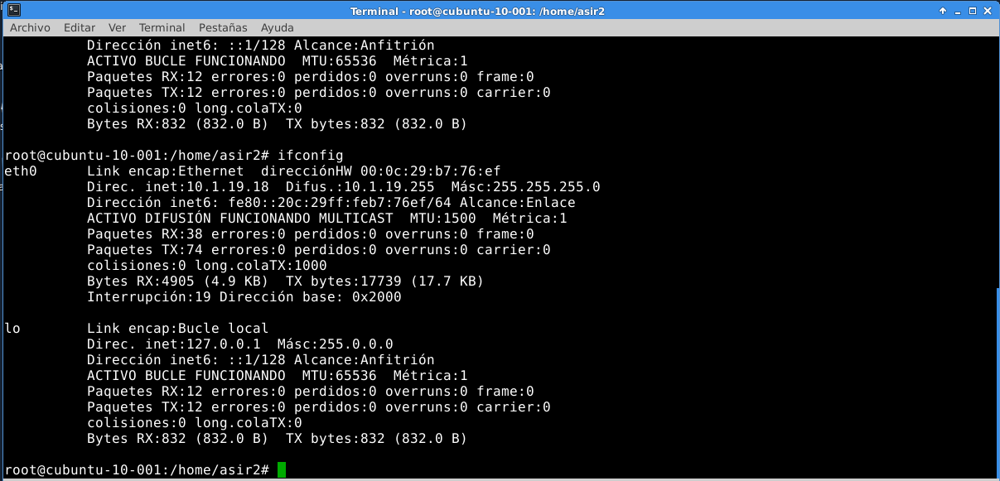 Terminal - root@cubuntu-10-001: /home/asir2
Archivo Editar Ver Terminal Pestañas Ayuda
Dirección inet6: ::1/128 Alcance:Anfitrión
ACTIVO BUCLE FUNCIONANDO  MTU:65536  Métrica:1
Paquetes RX:12 errores:0 perdidos:0 overruns:0 frame:0
Paquetes TX:12 errores:0 perdidos:0 overruns:0 carrier:0
colisiones:0 long.colaTX:0
Bytes RX:832 (832.0 B)  TX bytes:832 (832.0 B)
root@cubuntu-10-001:/home/asir2# ifconfig
eth0      Link encap:Ethernet  direcciónHW 00:0c:29:b7:76:ef
Direc. inet:10.1.19.18  Difus.:10.1.19.255  Másc:255.255.255.0
Dirección inet6: fe80::20c:29ff:feb7:76ef/64 Alcance:Enlace
ACTIVO DIFUSIÓN FUNCIONANDO MULTICAST  MTU:1500  Métrica:1
Paquetes RX:38 errores:0 perdidos:0 overruns:0 frame:0
Paquetes TX:74 errores:0 perdidos:0 overruns:0 carrier:0
colisiones:0 long.colaTX:1000
Bytes RX:4905 (4.9 KB)  TX bytes:17739 (17.7 KB)
Interrupción:19 Dirección base: 0x2000
lo        Link encap:Bucle local
Direc. inet:127.0.0.1  Másc:255.0.0.0
Dirección inet6: ::1/128 Alcance:Anfitrión
ACTIVO BUCLE FUNCIONANDO  MTU:65536  Métrica:1
Paquetes RX:12 errores:0 perdidos:0 overruns:0 frame:0
Paquetes TX:12 errores:0 perdidos:0 overruns:0 carrier:0
colisiones:0 long.colaTX:0
Bytes RX:832 (832.0 B)  TX bytes:832 (832.0 B)
root@cubuntu-10-001:/home/asir2#